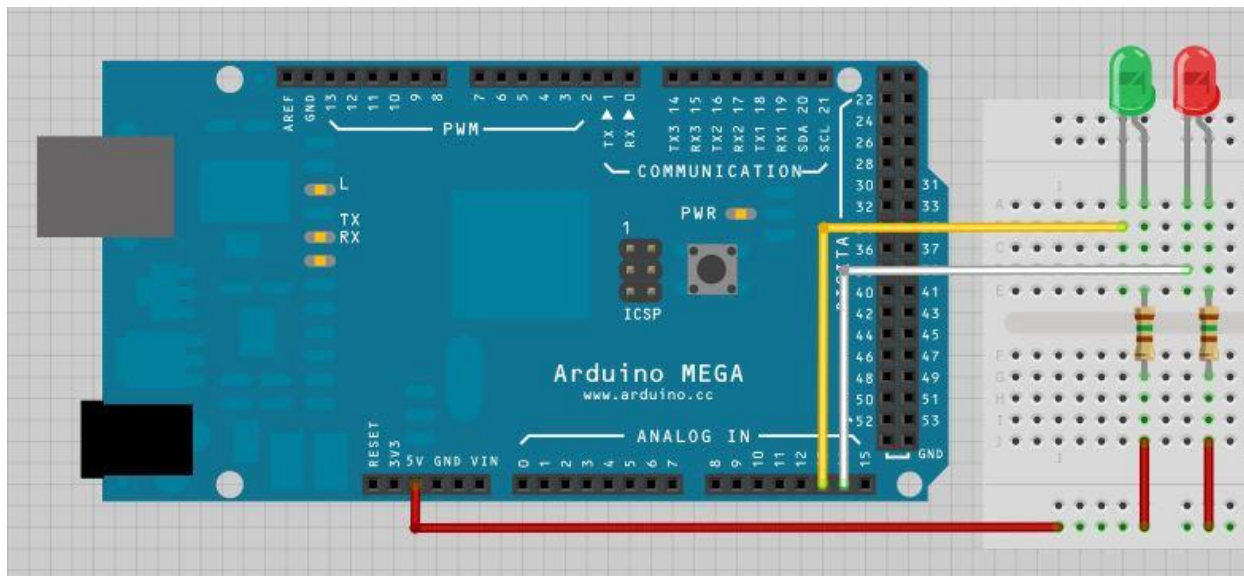 AREF GND 13 12 11 10 9 8 7 6 5 4 3 2 1 0
TX RX
TX3 14 RX3 15 TX2 16 RX2 17 TX1 18 RX1 19 SDA 20 SCL 21
PWM
COMMUNICATION
L
TX
RX
PWR
1
ICSP
22
24
26
28
30 31
32 33
36 37
40 41
42 43
44 45
46 47
48 49
50 51
52 53
GND
Arduino MEGA
www.arduino.cc
ANALOG IN
RESET 3V3 5V GND VIN
0 1 2 3 4 5 6 7 8 9 10 11 12 15
1
A
C
E
F
G
H
I
J
1